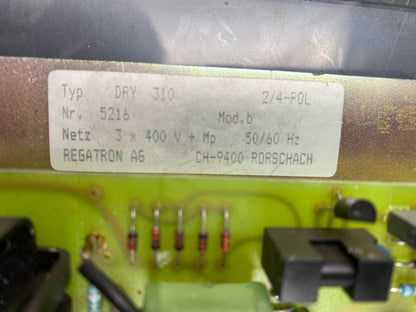 Typ DRY 310 2/4-POL
Nr. 5216 Mod.b
Netz 3 x 400 V + Mp 50/60 Hz
REGATRON AG CH-9400 RORSCHACH